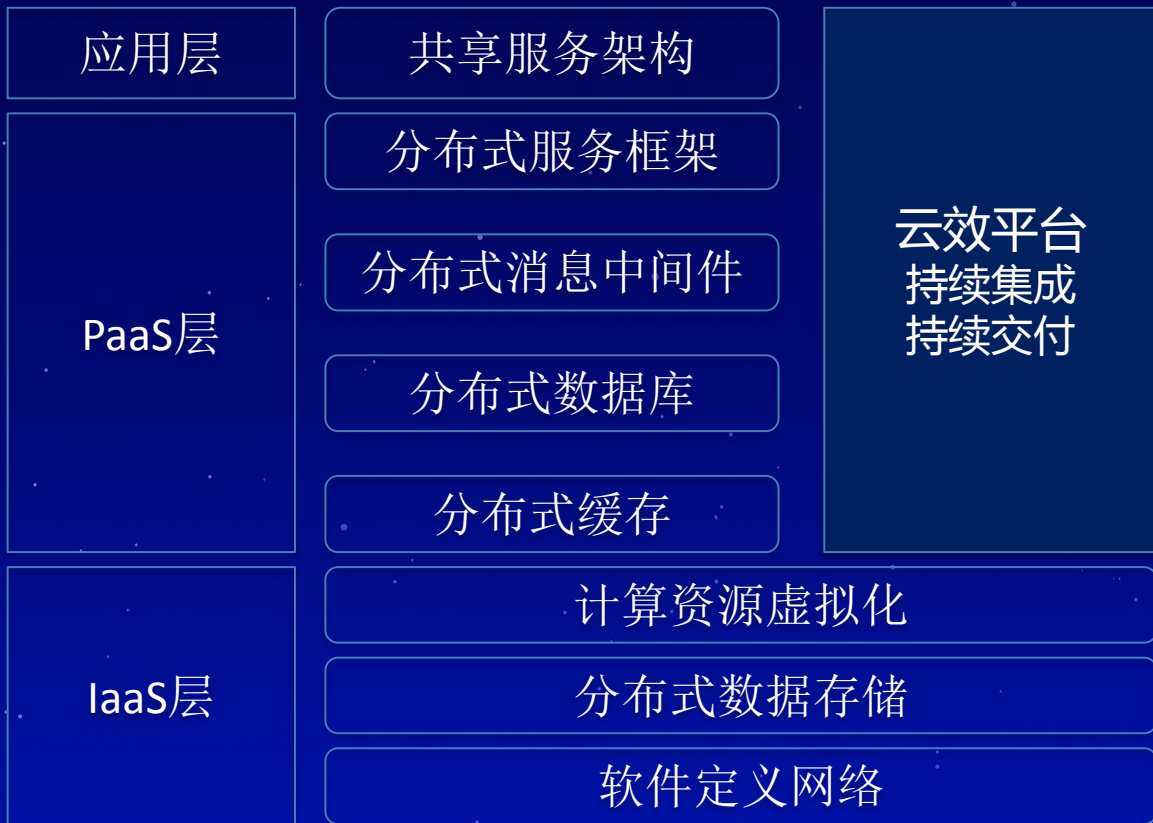 应用层
共享服务架构
PaaS层
分布式服务框架
分布式消息中间件
分布式数据库
分布式缓存
云效平台
持续集成
持续交付
IaaS层
计算资源虚拟化
分布式数据存储
软件定义网络